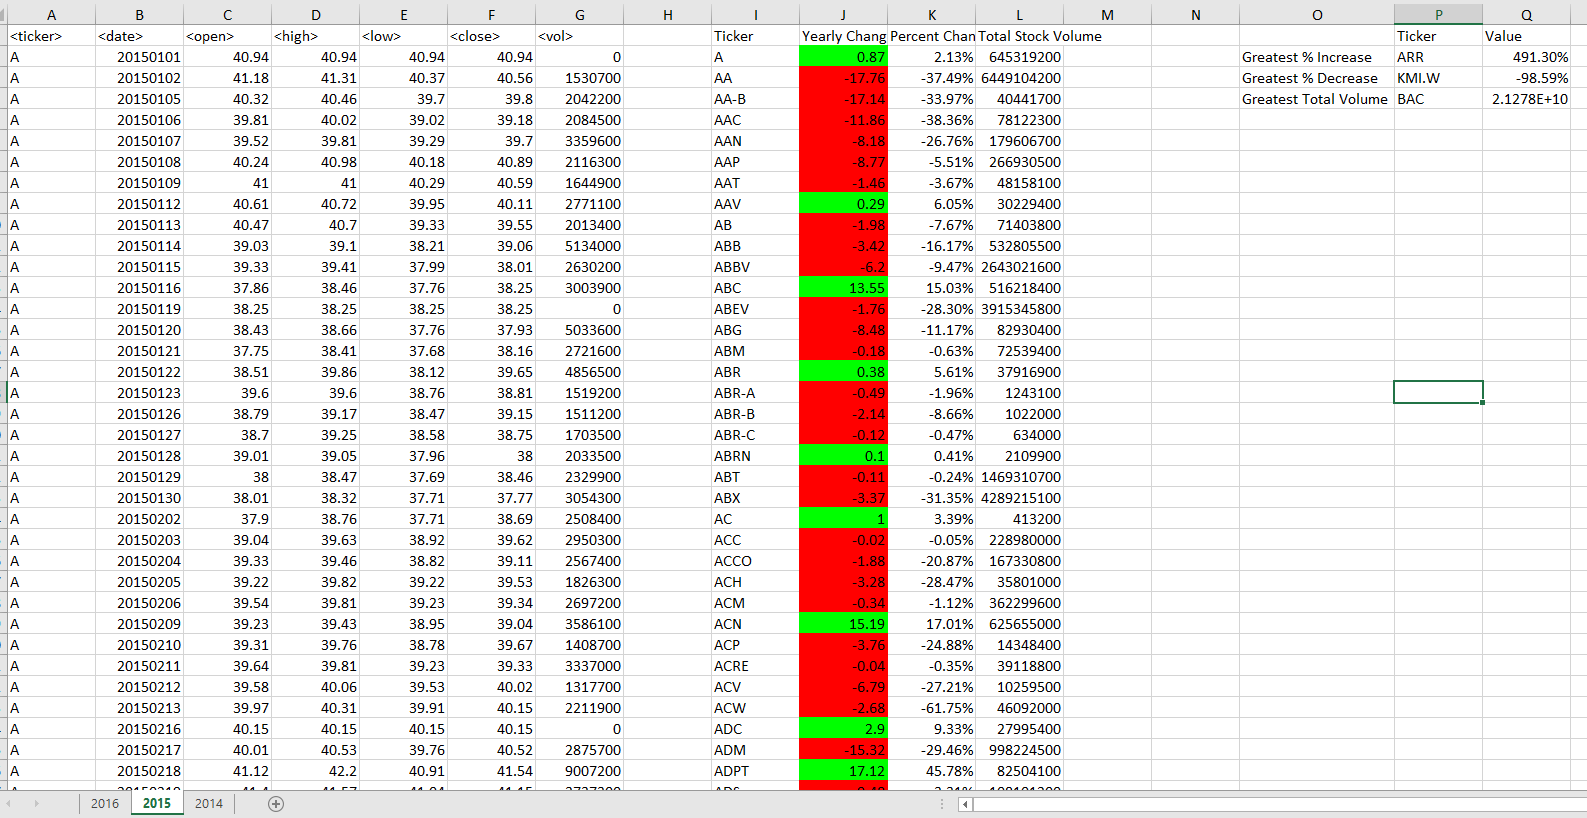 A B C D E F G H I J K L M N O P Q
<ticker> <date> <open> <high> <low> <close> <vol> Ticker Yearly Chang Percent Chan Total Stock Volume Ticker Value
A 20150101 40.94 40.94 40.94 40.94 0 A 0.87 2.13% 645319200 Greatest % Increase ARR 491.30%
A 20150102 41.18 41.31 40.37 40.56 1530700 AA -17.76 -37.49% 6449104200 Greatest % Decrease KMI.W -98.59%
A 20150105 40.32 40.46 39.7 39.8 2042200 AA-B -17.14 -33.97% 40441700 Greatest Total Volume BAC 2.1278E+10
A 20150106 39.81 40.02 39.02 39.18 2084500 AAC -11.86 -38.36% 78122300
A 20150107 39.52 39.81 39.29 39.7 3359600 AAN -8.18 -26.76% 179606700
A 20150108 40.24 40.98 40.18 40.89 2116300 AAP -8.77 -5.51% 266930500
A 20150109 41 41 40.29 40.59 1644900 AAT -1.46 -3.67% 48158100
A 20150112 40.61 40.72 39.95 40.11 2771100 AAV 0.29 6.05% 30229400
A 20150113 40.47 40.7 39.33 39.55 2013400 AB -1.98 -7.67% 71403800
A 20150114 39.03 39.1 38.21 39.06 5134000 ABB -3.42 -16.17% 532805500
A 20150115 39.33 39.41 37.99 38.01 2630200 ABBV -6.2 -9.47% 2643021600
A 20150116 37.86 38.46 37.76 38.25 3003900 ABC 13.55 15.03% 516218400
A 20150119 38.25 38.25 38.25 38.25 0 ABEV -1.76 -28.30% 3915345800
A 20150120 38.43 38.66 37.76 37.93 5033600 ABG -8.48 -11.17% 82930400
A 20150121 37.75 38.41 37.68 38.16 2721600 ABM -0.18 -0.63% 72539400
A 20150122 38.51 39.86 38.12 39.65 4856500 ABR 0.38 5.61% 37916900
A 20150123 39.6 39.6 38.76 38.81 1519200 ABR-A -0.49 -1.96% 1243100
A 20150126 38.79 39.17 38.47 39.15 1511200 ABR-B -2.14 -8.66% 1022000
A 20150127 38.7 39.25 38.58 38.75 1703500 ABR-C -0.12 -0.47% 634000
A 20150128 39.01 39.05 37.96 38 2033500 ABRN 0.1 0.41% 2109900
A 20150129 38 38.47 37.69 38.46 2329900 ABT -0.11 -0.24% 1469310700
A 20150130 38.01 38.32 37.71 37.77 3054300 ABX -3.37 -31.35% 4289215100
A 20150202 37.9 38.76 37.71 38.69 2508400 AC 1 3.39% 413200
A 20150203 39.04 39.63 38.92 39.62 2950300 ACC -0.02 -0.05% 228980000
A 20150204 39.33 39.46 38.82 39.11 2567400 ACCO -1.88 -20.87% 167330800
A 20150205 39.22 39.82 39.22 39.53 1826300 ACH -3.28 -28.47% 35801000
A 20150206 39.54 39.81 39.23 39.34 2697200 ACM -0.34 -1.12% 362299600
A 20150209 39.23 39.43 38.95 39.04 3586100 ACN 15.19 17.01% 625655000
A 20150210 39.31 39.76 38.78 39.67 1408700 ACP -3.76 -24.88% 14348400
A 20150211 39.64 39.81 39.23 39.33 3337000 ACRE -0.04 -0.35% 39118800
A 20150212 39.58 40.06 39.53 40.02 1317700 ACV -6.79 -27.21% 10259500
A 20150213 39.97 40.31 39.91 40.15 2211900 ACW -2.68 -61.75% 46092000
A 20150216 40.15 40.15 40.15 40.15 0 ADC 2.9 9.33% 27995400
A 20150217 40.01 40.53 39.76 40.52 2875700 ADM -15.32 -29.46% 998224500
A 20150218 41.12 42.2 40.91 41.54 9007200 ADPT 17.12 45.78% 82504100
2016 2015 2014